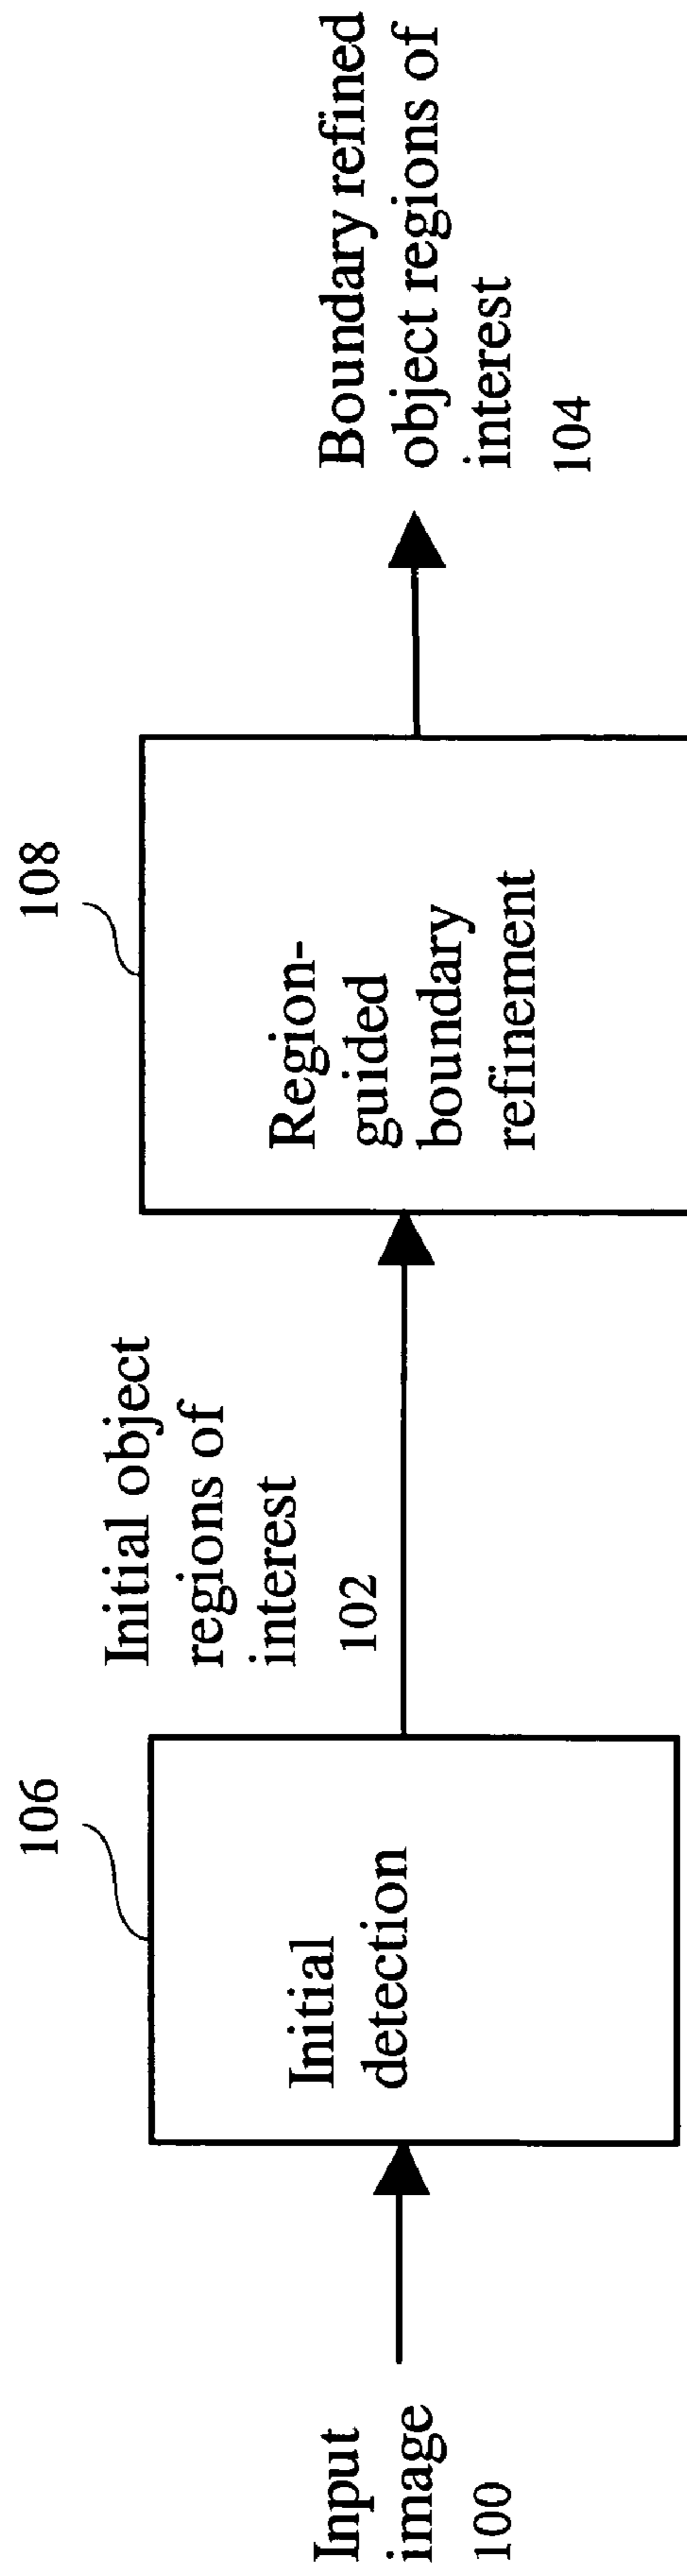 Input
image
100
106
Initial
detection
Initial object
regions of
interest
102
108
Region-
guided
boundary
refinement
Boundary refined
object regions of
interest
104